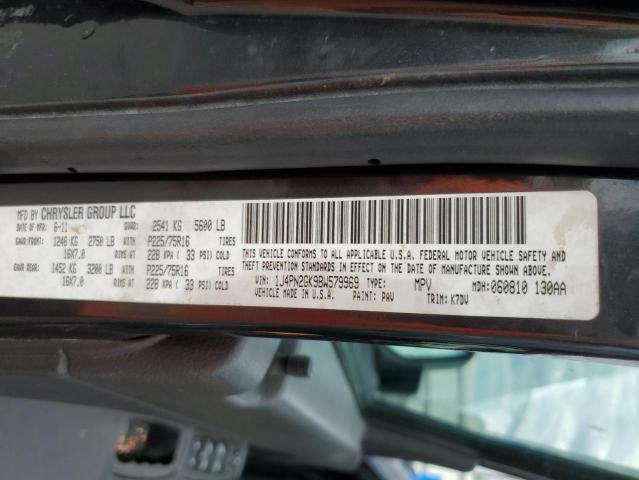 MFD BY CHRYSLER GROUP LLC
DATE OF MFR: 6-11 GVWR: 2541 KG 5600 LB
GAWR FRONT: 1248 KG 2750 LB WITH P225/75R16 TIRES
16X7.0 RIMS AT 228 KPA ( 33 PSI) COLD
GAWR REAR: 1452 KG 3200 LB WITH P225/75R16 TIRES
16X7.0 RIMS AT 228 KPA ( 33 PSI) COLD
THIS VEHICLE CONFORMS TO ALL APPLICABLE U.S.A. FEDERAL MOTOR VEHICLE SAFETY AND
THEFT PREVENTION STANDARDS IN EFFECT ON THE DATE OF MANUFACTURE SHOWN ABOVE.
VIN: 1J4PN2GK9BW579969 TYPE: MPV MDH: 060810 130AA
VEHICLE MADE IN U.S.A. PAINT: PAV TRIM: K7DV